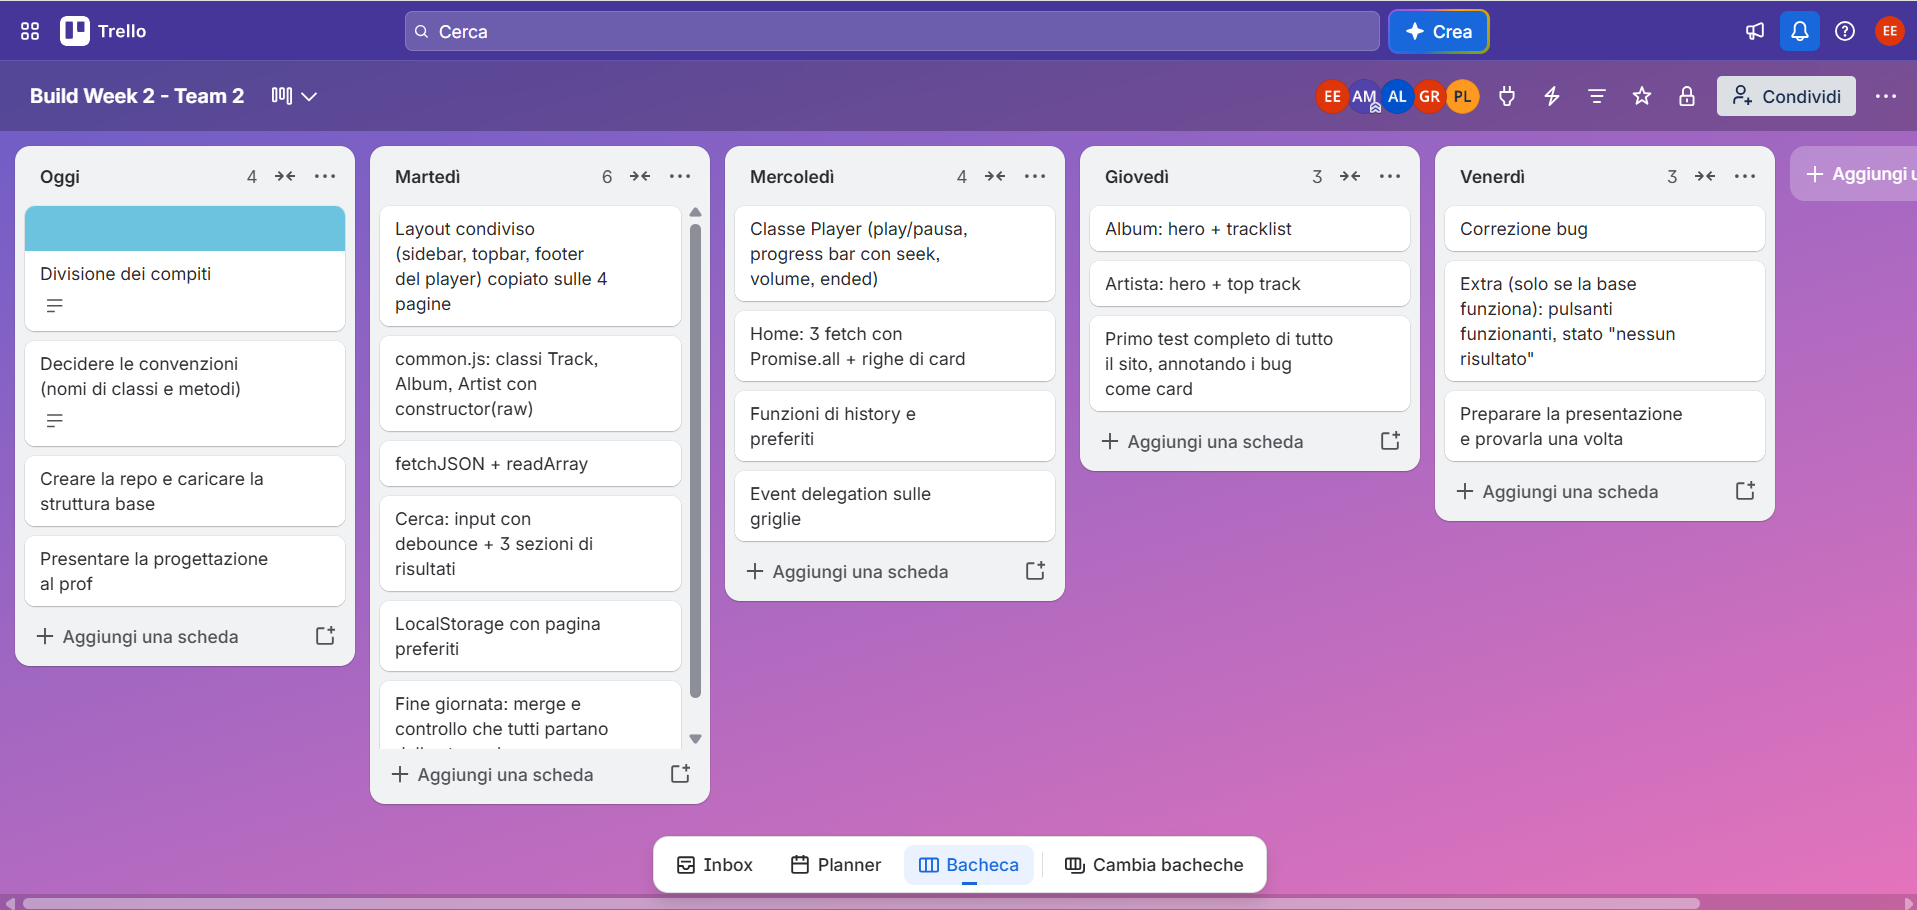 Trello
Cerca
Crea
EE
Build Week 2 - Team 2
EE AM AL GR PL
Condividi
Oggi 4
Divisione dei compiti
Decidere le convenzioni
(nomi di classi e metodi)
Creare la repo e caricare la
struttura base
Presentare la progettazione
al prof
Aggiungi una scheda
Martedì 6
Layout condiviso
(sidebar, topbar, footer
del player) copiato sulle 4
pagine
common.js: classi Track,
Album, Artist con
constructor(raw)
fetchJSON + readArray
Cerca: input con
debounce + 3 sezioni di
risultati
LocalStorage con pagina
preferiti
Fine giornata: merge e
controllo che tutti partano
Aggiungi una scheda
Mercoledì 4
Classe Player (play/pausa,
progress bar con seek,
volume, ended)
Home: 3 fetch con
Promise.all + righe di card
Funzioni di history e
preferiti
Event delegation sulle
griglie
Aggiungi una scheda
Giovedì 3
Album: hero + tracklist
Artista: hero + top track
Primo test completo di tutto
il sito, annotando i bug
come card
Aggiungi una scheda
Venerdì 3
Correzione bug
Extra (solo se la base
funziona): pulsanti
funzionanti, stato "nessun
risultato"
Preparare la presentazione
e provarla una volta
Aggiungi una scheda
Aggiungi
Inbox
Planner
Bacheca
Cambia bacheche